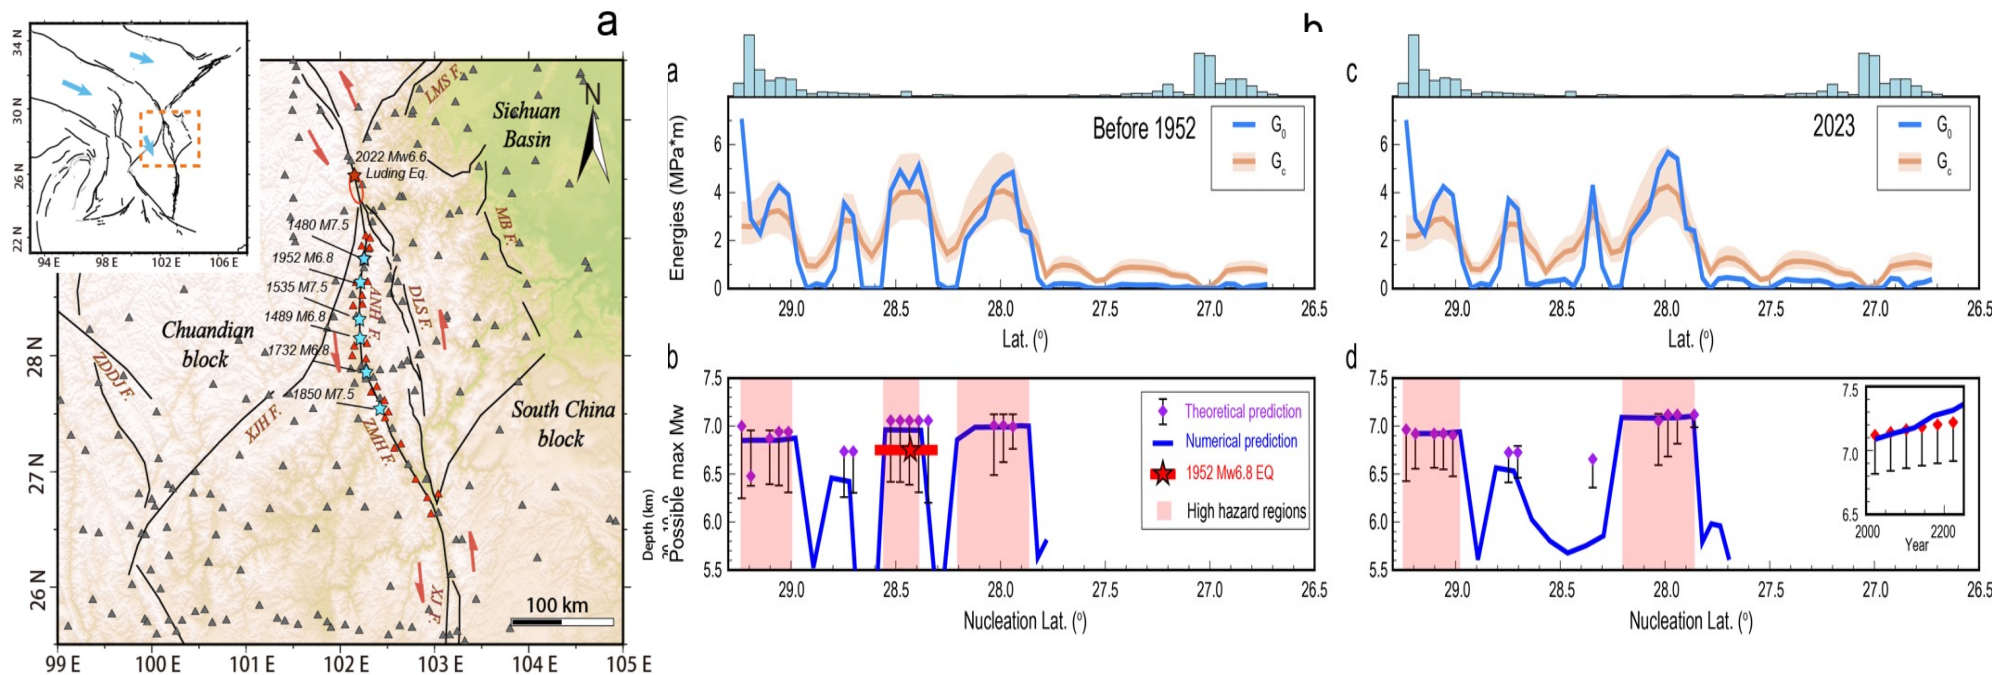 a
34 N
30 N
26 N
22 N
94 E 98 E 102 E 106 E
LMS F.
Sichuan
Basin
N
2022 Mw6.6
Luding Eq.
1480 M7.5
1952 M6.8
1535 M7.5
1489 M6.8
1732 M6.8
1850 M7.5
MB F.
ANH F.
DLS F.
Chuandian
block
ZDDJ F.
XJH F.
ZMH F.
South China
block
XJ F.
100 km
28 N
27 N
26 N
99 E 100 E 101 E 102 E 103 E 104 E 105 E
Depth (km)
b
a
Before 1952
G0
Gc
Energies (MPa*m)
6
4
2
0
29.0 28.5 28.0 27.5 27.0 26.5
Lat. (o)
c
2023
G0
Gc
6
4
2
0
29.0 28.5 28.0 27.5 27.0 26.5
Lat. (o)
b
Possible max Mw
7.5
7.0
6.5
6.0
5.5
Theoretical prediction
Numerical prediction
1952 Mw6.8 EQ
High hazard regions
29.0 28.5 28.0 27.5 27.0 26.5
Nucleation Lat. (o)
d
7.5
7.0
6.5
6.0
5.5
7.5
7.0
6.5
2000 2100 2200
Year
29.0 28.5 28.0 27.5 27.0 26.5
Nucleation Lat. (o)